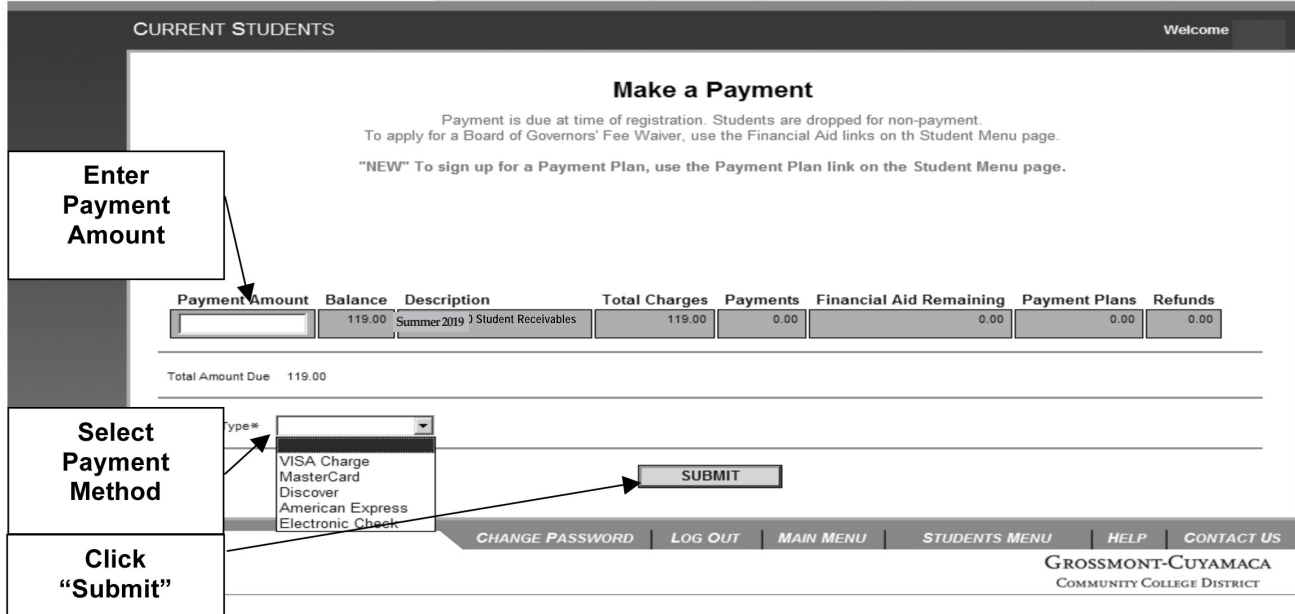 CURRENT STUDENTS
Welcome
Make a Payment
Payment is due at time of registration. Students are dropped for non-payment.
To apply for a Board of Governors' Fee Waiver, use the Financial Aid links on th Student Menu page.
"NEW" To sign up for a Payment Plan, use the Payment Plan link on the Student Menu page.
Enter
Payment
Amount
Payment Amount Balance Description Total Charges Payments Financial Aid Remaining Payment Plans Refunds
119.00 Summer 2019 Student Receivables 119.00 0.00 0.00 0.00 0.00
Total Amount Due 119.00
Select
Payment
Method
Type*
VISA Charge
MasterCard
Discover
American Express
Electronic Check
SUBMIT
Click
“Submit”
CHANGE PASSWORD LOG OUT MAIN MENU STUDENTS MENU HELP CONTACT US
GROSSMONT-CUYAMACA
COMMUNITY COLLEGE DISTRICT